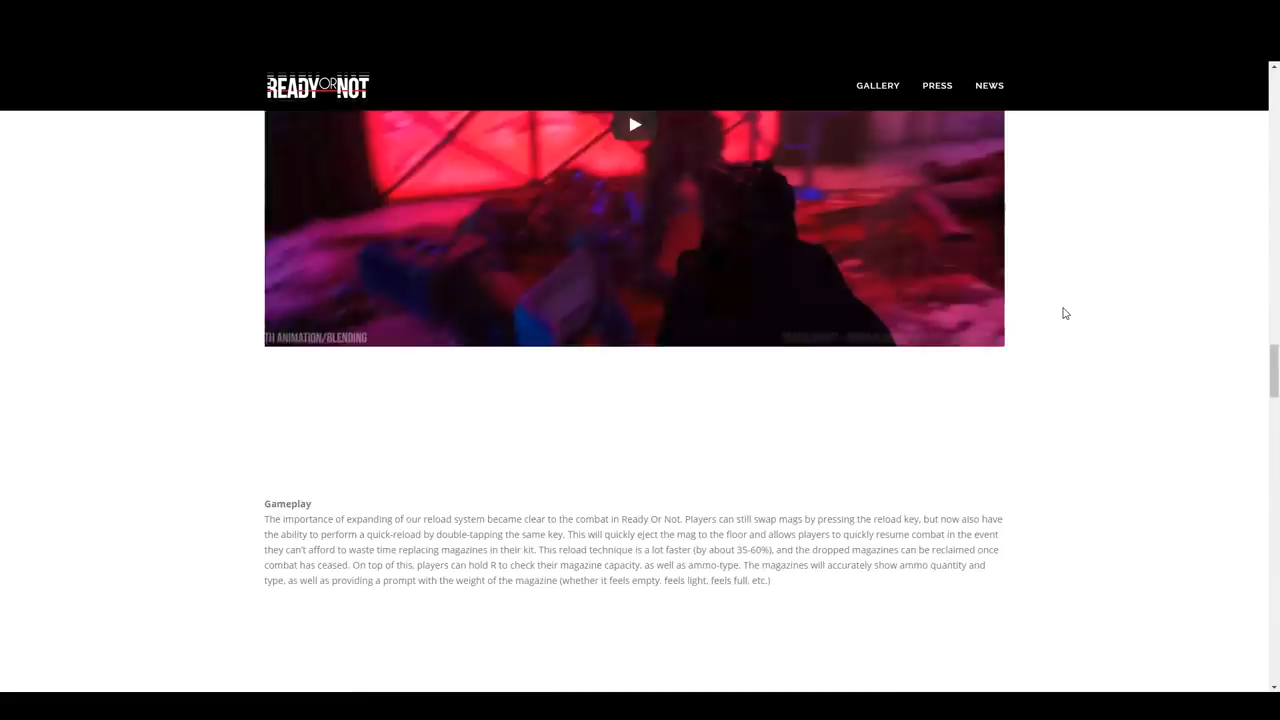 READY OR NOT
GALLERY PRESS NEWS
TH ANIMATION/BLENDING
Gameplay
The importance of expanding of our reload system became clear to the combat in Ready Or Not. Players can still swap mags by pressing the reload key, but now also have
the ability to perform a quick-reload by double-tapping the same key. This will quickly eject the mag to the floor and allows players to quickly resume combat in the event
they can't afford to waste time replacing magazines in their kit. This reload technique is a lot faster (by about 35-60%), and the dropped magazines can be reclaimed once
combat has ceased. On top of this, players can hold R to check their magazine capacity, as well as ammo-type. The magazines will accurately show ammo quantity and
type, as well as providing a prompt with the weight of the magazine (whether it feels empty, feels light, feels full, etc.)